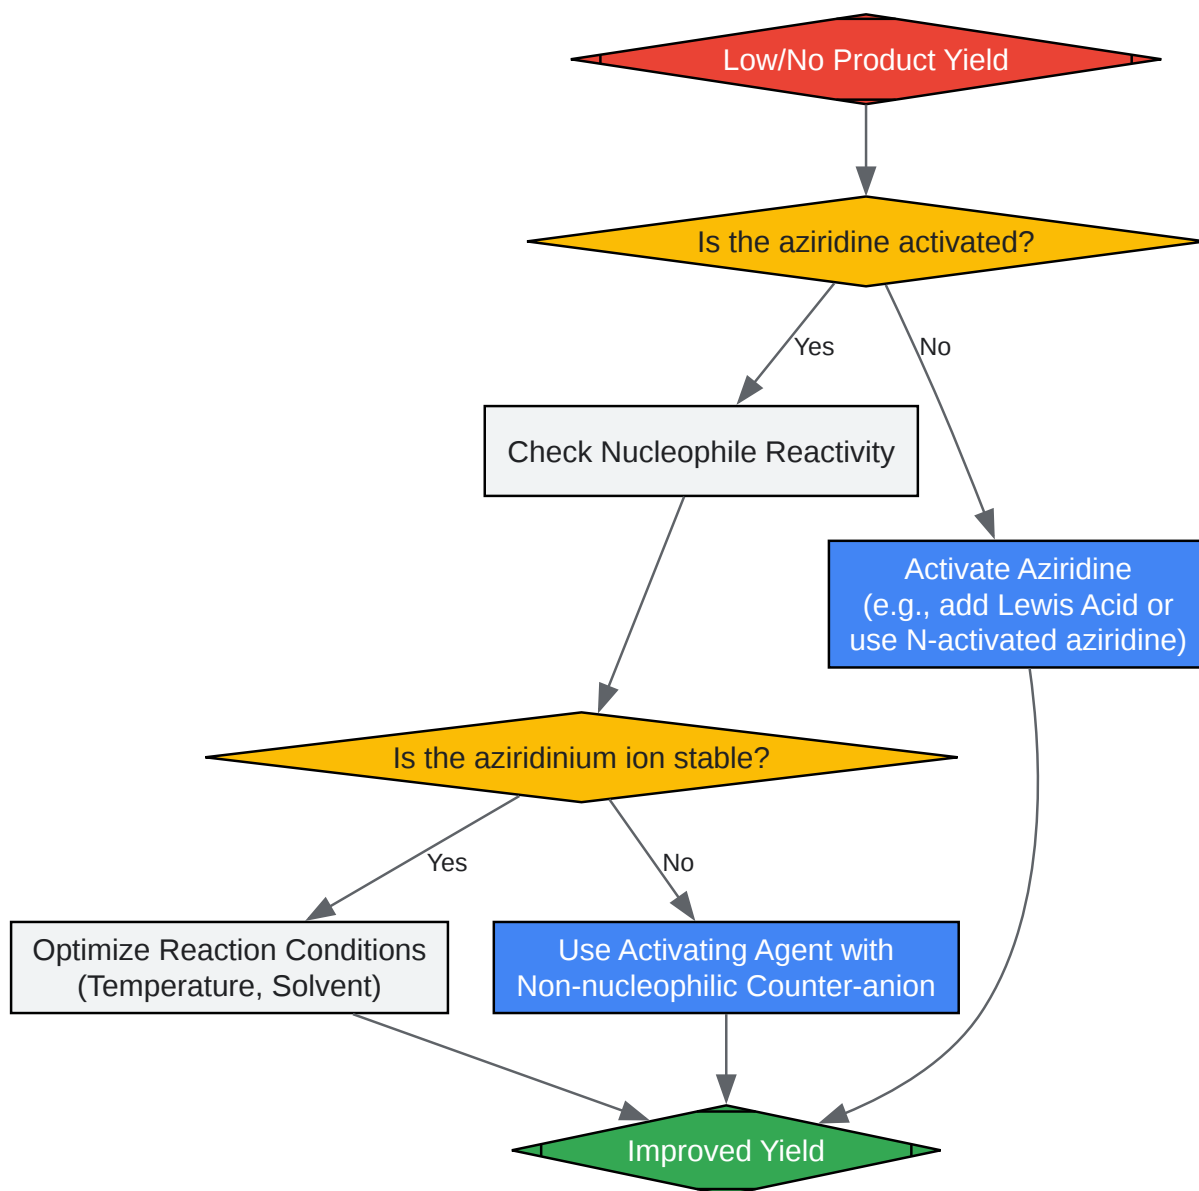 Low/No Product Yield
Is the aziridine activated?
Yes
No
Check Nucleophile Reactivity
Activate Aziridine
(e.g., add Lewis Acid or
use N-activated aziridine)
Is the aziridinium ion stable?
Yes
No
Optimize Reaction Conditions
(Temperature, Solvent)
Use Activating Agent with
Non-nucleophilic Counter-anion
Improved Yield